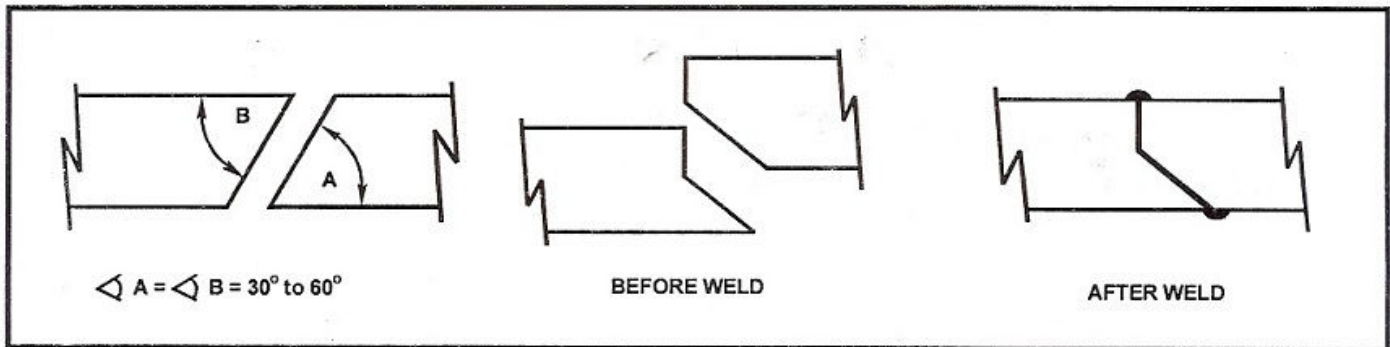 B
A
∢ A = ∢ B = 30° to 60°
BEFORE WELD
AFTER WELD